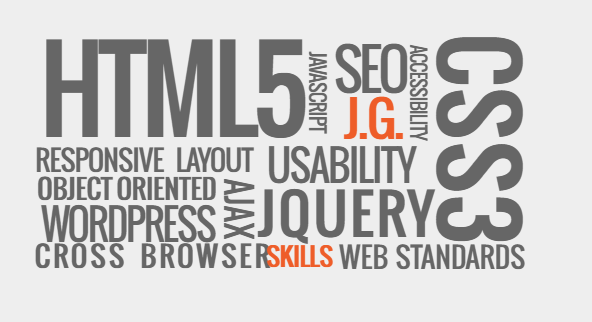 HTML5
JAVASCRIPT
SEO
ACCESSIBILITY
J.G.
CSS3
RESPONSIVE LAYOUT
USABILITY
OBJECT ORIENTED
AJAX
JQUERY
WORDPRESS
CROSS BROWSER
SKILLS
WEB STANDARDS